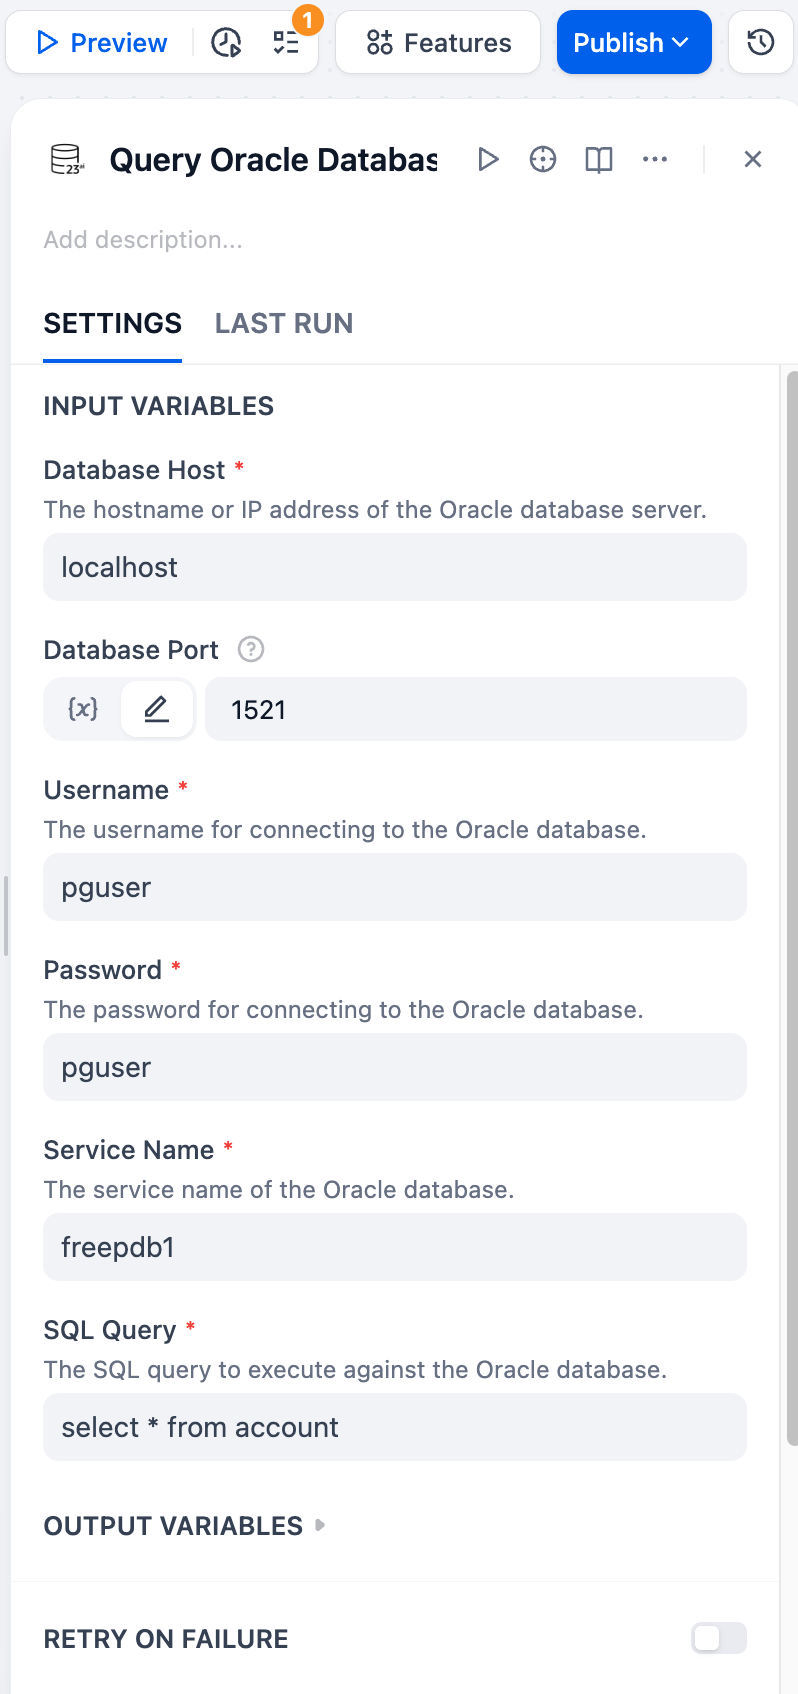 Preview
1
Features
Publish
23ai
Query Oracle Databas
Add description...
SETTINGS LAST RUN
INPUT VARIABLES
Database Host *
The hostname or IP address of the Oracle database server.
localhost
Database Port ?
{x} 1521
Username *
The username for connecting to the Oracle database.
pguser
Password *
The password for connecting to the Oracle database.
pguser
Service Name *
The service name of the Oracle database.
freepdb1
SQL Query *
The SQL query to execute against the Oracle database.
select * from account
OUTPUT VARIABLES
RETRY ON FAILURE